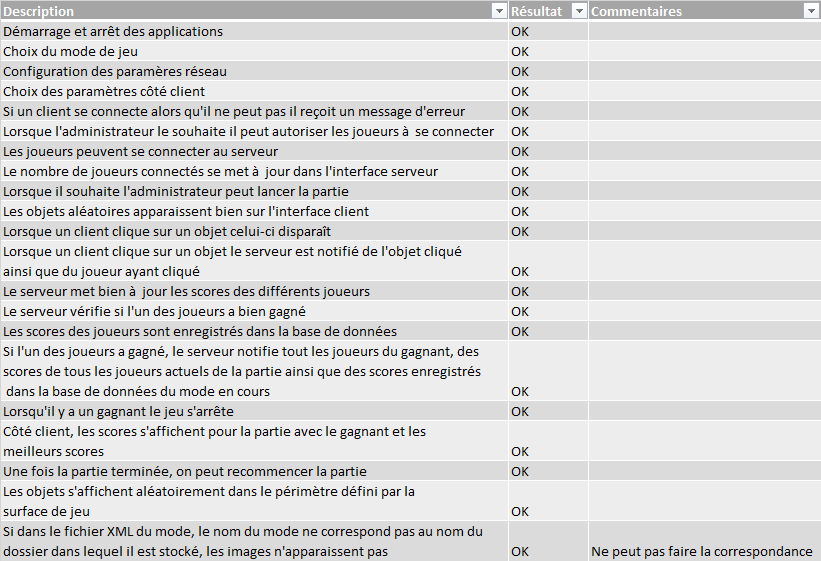 Description Résultat Commentaires
Démarrage et arrêt des applications OK
Choix du mode de jeu OK
Configuration des paramères réseau OK
Choix des paramètres côté client OK
Si un client se connecte alors qu'il ne peut pas il reçoit un message d'erreur OK
Lorsque l'administrateur le souhaite il peut autoriser les joueurs à se connecter OK
Les joueurs peuvent se connecter au serveur OK
Le nombre de joueurs connectés se met à jour dans l'interface serveur OK
Lorsque il souhaite l'administrateur peut lancer la partie OK
Les objets aléatoires apparaissent bien sur l'interface client OK
Lorsque un client clique sur un objet celui-ci disparaît OK
Lorsque un client clique sur un objet le serveur est notifié de l'objet cliqué
ainsi que du joueur ayant cliqué OK
Le serveur met bien à jour les scores des différents joueurs OK
Le serveur vérifie si l'un des joueurs a bien gagné OK
Les scores des joueurs sont enregistrés dans la base de données OK
Si l'un des joueurs a gagné, le serveur notifie tout les joueurs du gagnant, des
scores de tous les joueurs actuels de la partie ainsi que des scores enregistrés
dans la base de données du mode en cours OK
Lorsqu'il y a un gagnant le jeu s'arrête OK
Côté client, les scores s'affichent pour la partie avec le gagnant et les
meilleurs scores OK
Une fois la partie terminée, on peut recommencer la partie OK
Les objets s'affichent aléatoirement dans le périmètre défini par la
surface de jeu OK
Si dans le fichier XML du mode, le nom du mode ne correspond pas au nom du
dossier dans lequel il est stocké, les images n'apparaissent pas OK Ne peut pas faire la correspondance